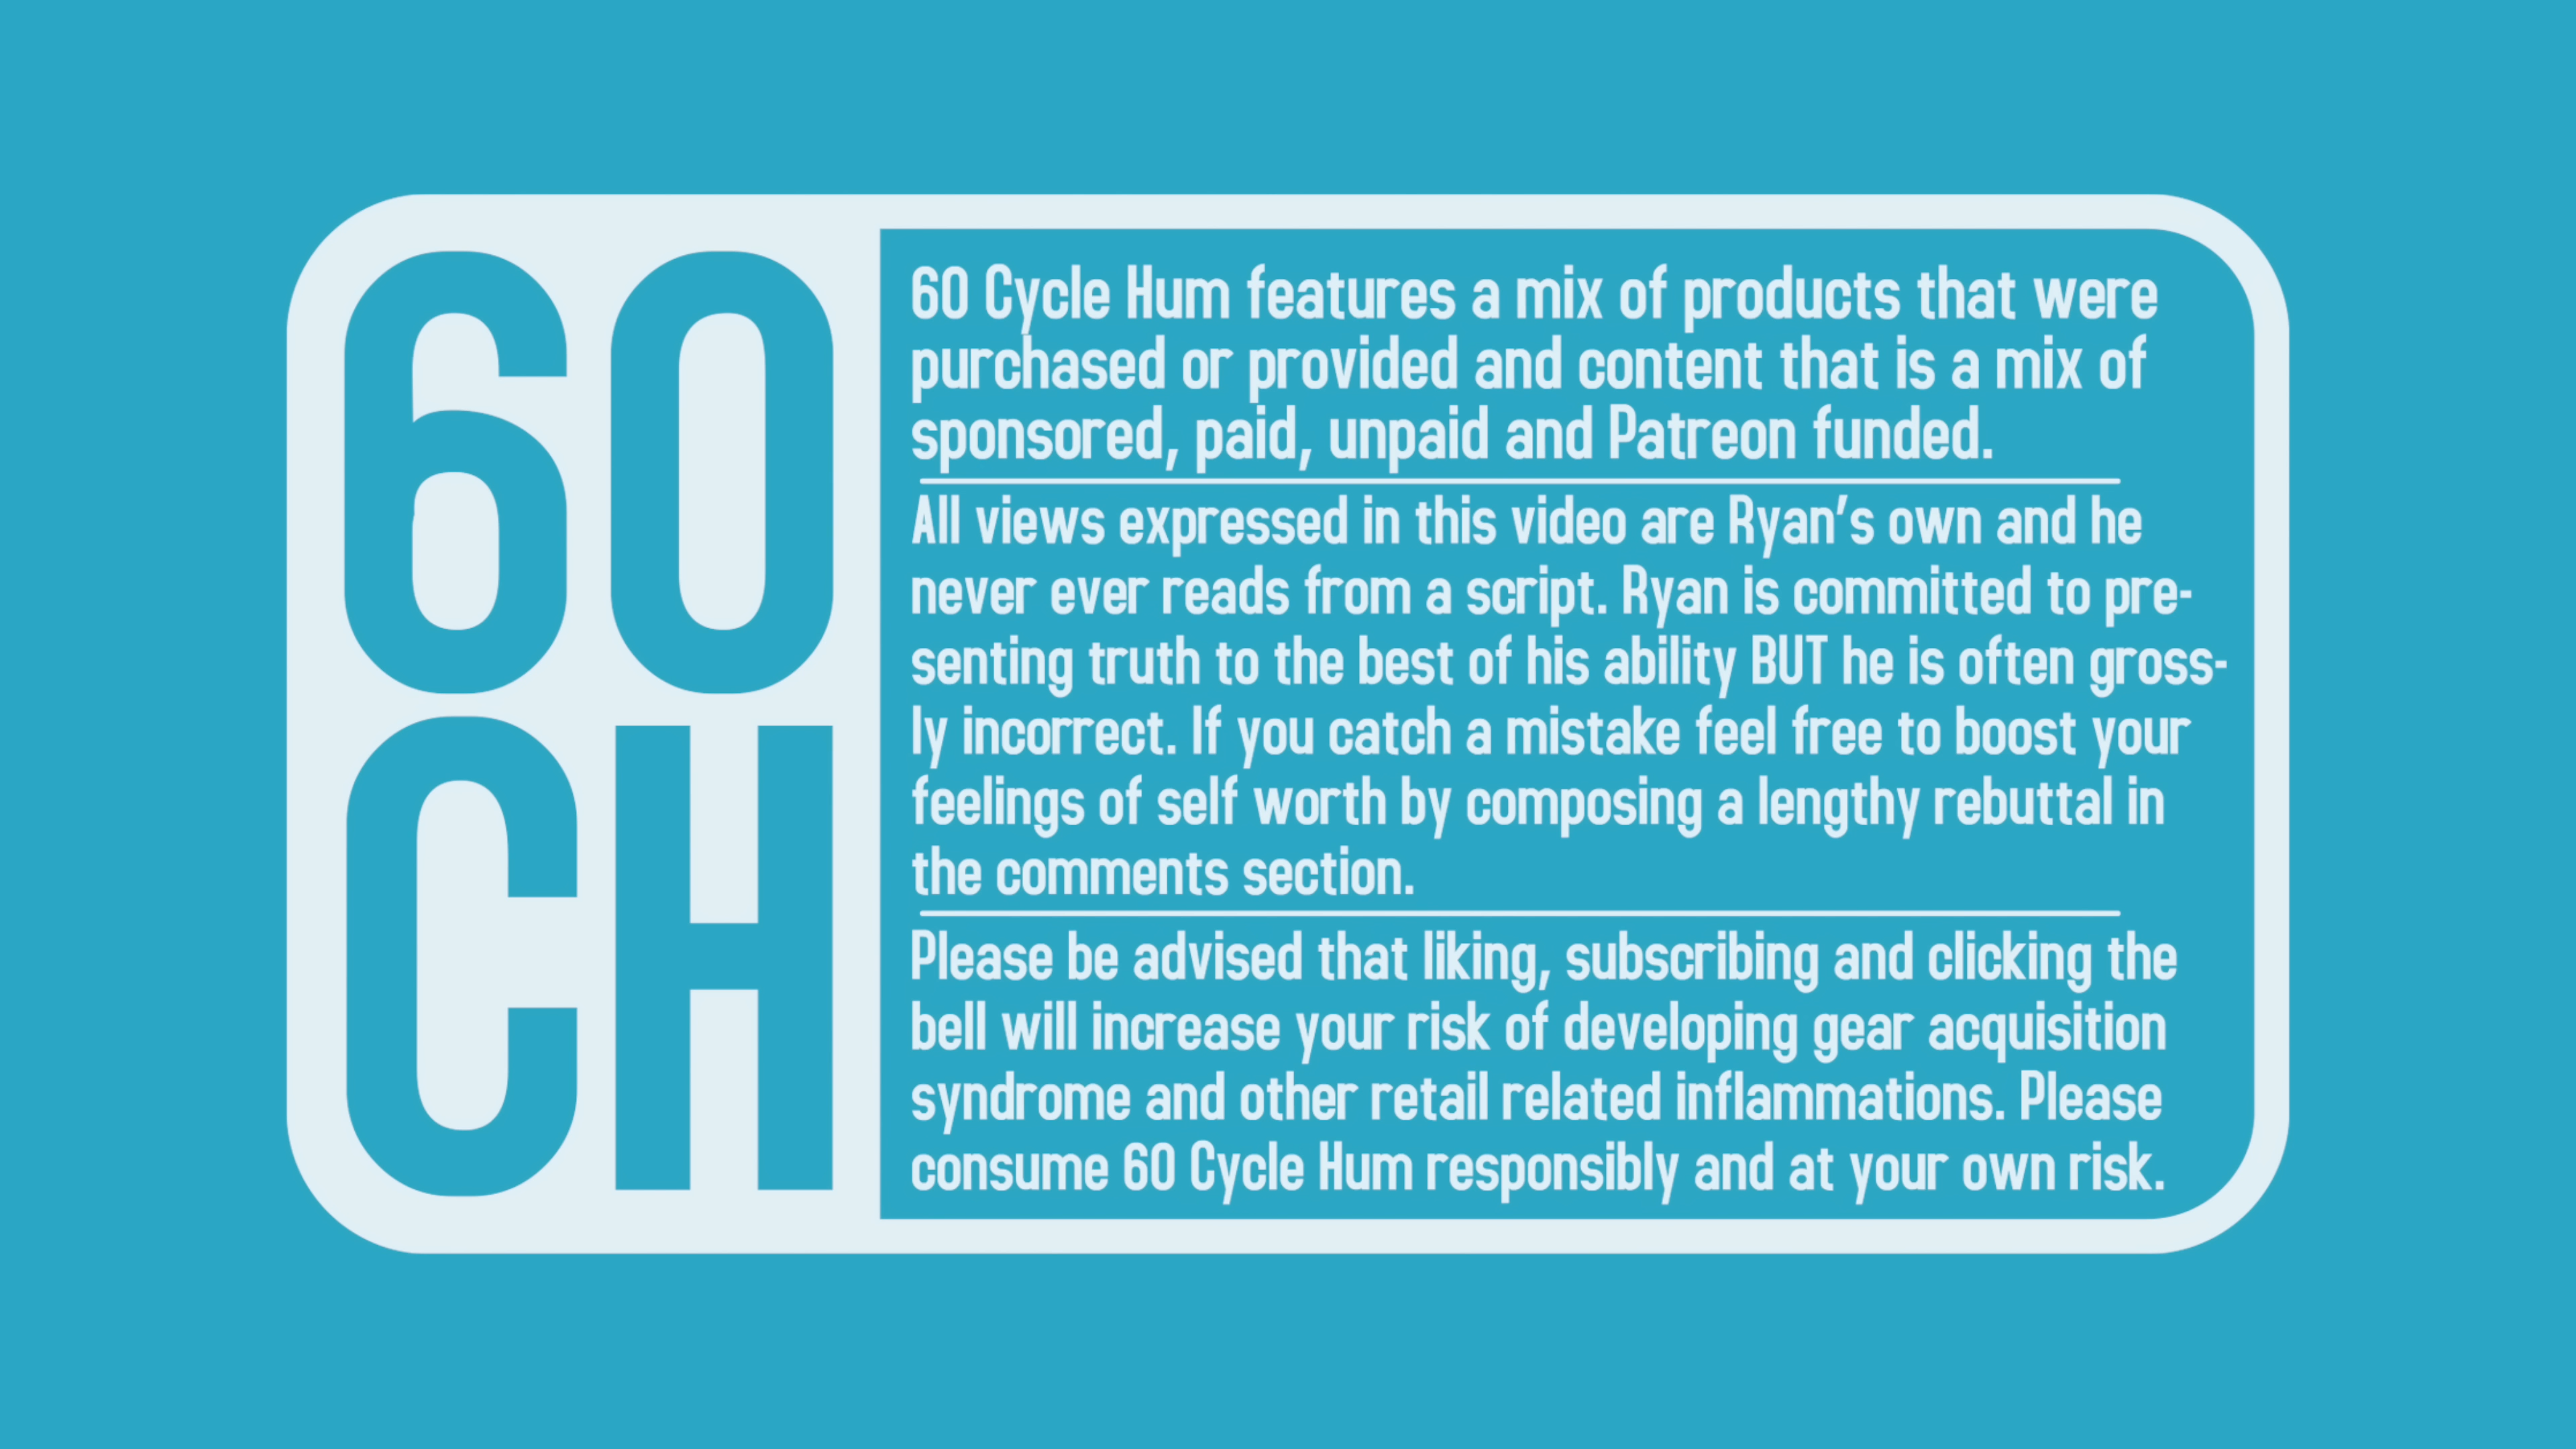 60
CH
60 Cycle Hum features a mix of products that were
purchased or provided and content that is a mix of
sponsored, paid, unpaid and Patreon funded.
All views expressed in this video are Ryan's own and he
never ever reads from a script. Ryan is committed to pre-
senting truth to the best of his ability BUT he is often gross-
ly incorrect. If you catch a mistake feel free to boost your
feelings of self worth by composing a lengthy rebuttal in
the comments section.
Please be advised that liking, subscribing and clicking the
bell will increase your risk of developing gear acquisition
syndrome and other retail related inflammations. Please
consume 60 Cycle Hum responsibly and at your own risk.